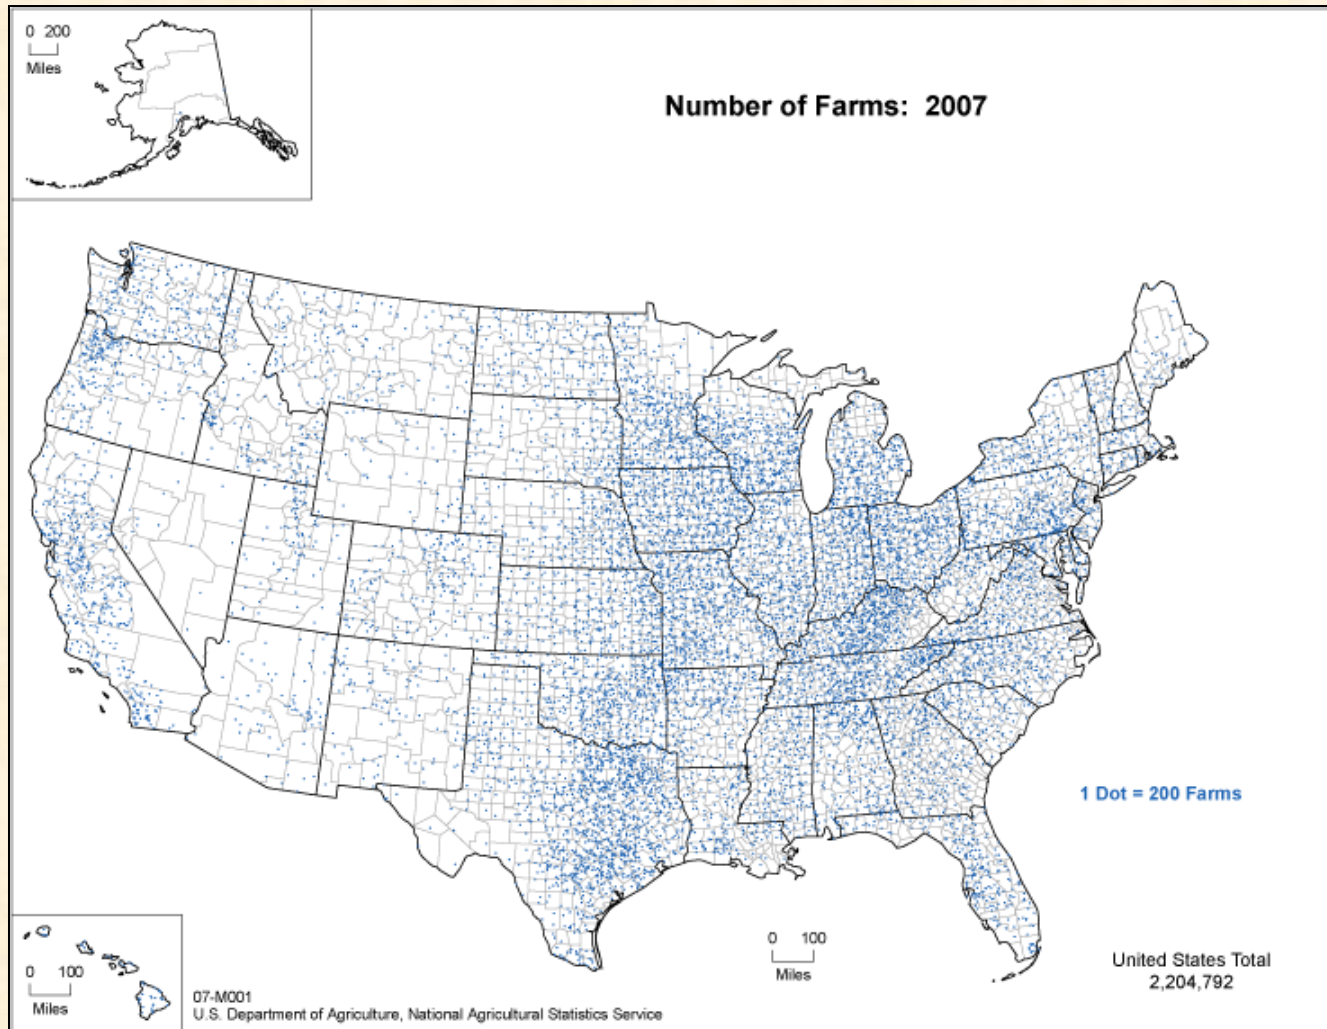 0 200
Miles
Number of Farms: 2007
1 Dot = 200 Farms
0 100
Miles
United States Total
2,204,792
0 100
Miles
07-M001
U.S. Department of Agriculture, National Agricultural Statistics Service